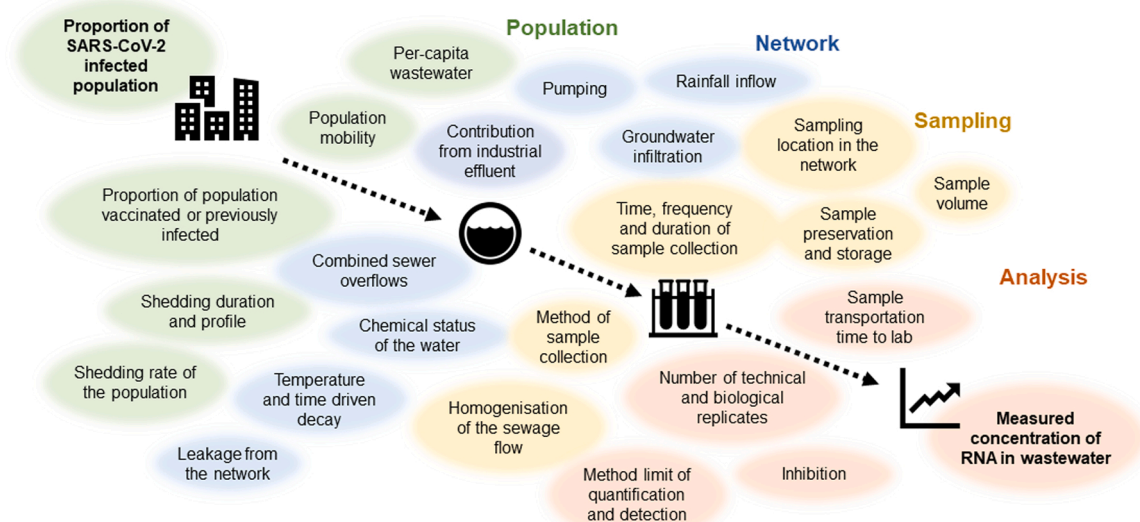 Proportion of
SARS-CoV-2
infected
population
Population
Per-capita
wastewater
Network
Pumping
Rainfall inflow
Population
mobility
Contribution
from industrial
effluent
Groundwater
infiltration
Sampling
location in the
network
Sampling
Sample
volume
Proportion of population
vaccinated or previously
infected
Time, frequency
and duration of
sample collection
Sample
preservation
and storage
Combined sewer
overflows
Analysis
Shedding duration
and profile
Chemical status
of the water
Method of
sample
collection
Sample
transportation
time to lab
Shedding rate of
the population
Temperature
and time driven
decay
Number of technical
and biological
replicates
Homogenisation
of the sewage
flow
Measured
concentration of
RNA in wastewater
Leakage from
the network
Method limit of
quantification
and detection
Inhibition